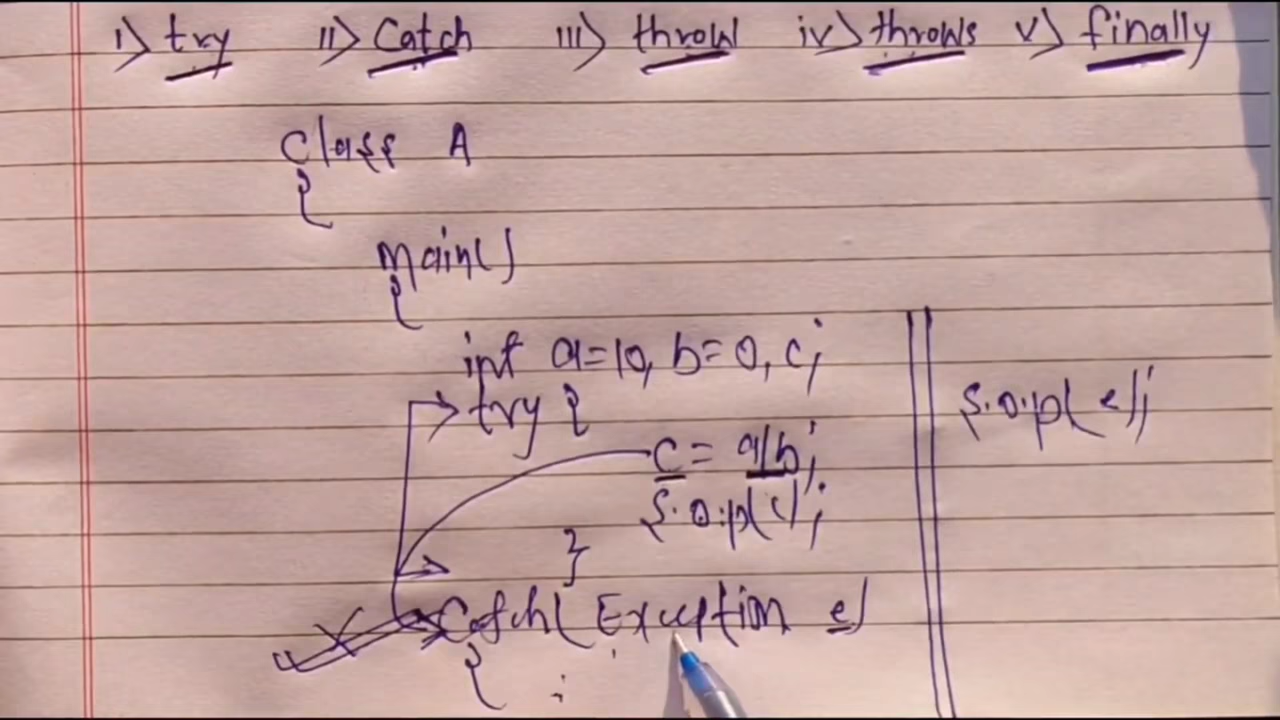 i) try ii) Catch iii) throw iv) throws v) finally
Class A
{
Main()
{
int a=10, b=0, c;
try {
c = a/b;
S.o.p(c);
}
Catch(Exception e)
{
;
S.o.p(e);